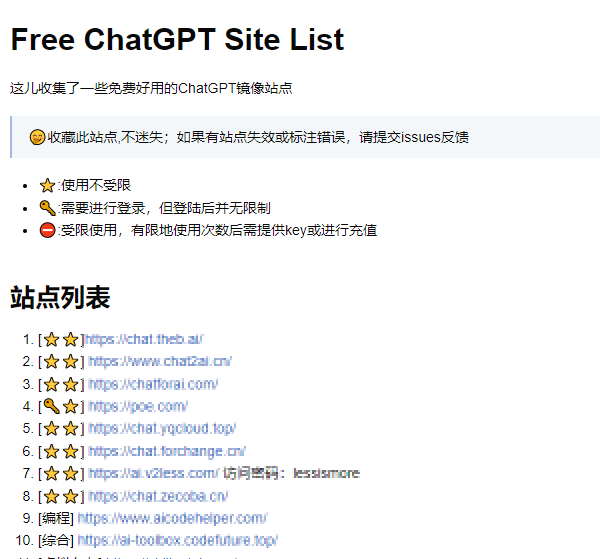 Free ChatGPT Site List
这儿收集了一些免费好用的ChatGPT镜像站点
😊收藏此站点,不迷失；如果有站点失效或标注错误，请提交issues反馈
• ⭐:使用不受限
• 🔑:需要进行登录，但登陆后并无限制
• ⛔:受限使用，有限地使用次数后需提供key或进行充值
站点列表
1. [⭐⭐]https://chat.theb.ai/
2. [⭐⭐] https://www.chat2ai.cn/
3. [⭐⭐] https://chatforai.com/
4. [🔑⭐] https://poe.com/
5. [⭐⭐] https://chat.yqcloud.top/
6. [⭐⭐] https://chat.forchange.cn/
7. [⭐⭐] https://ai.v2less.com/ 访问密码：lessismore
8. [⭐⭐] https://chat.zecoba.cn/
9. [编程] https://www.aicodehelper.com/
10. [综合] https://ai-toolbox.codefuture.top/